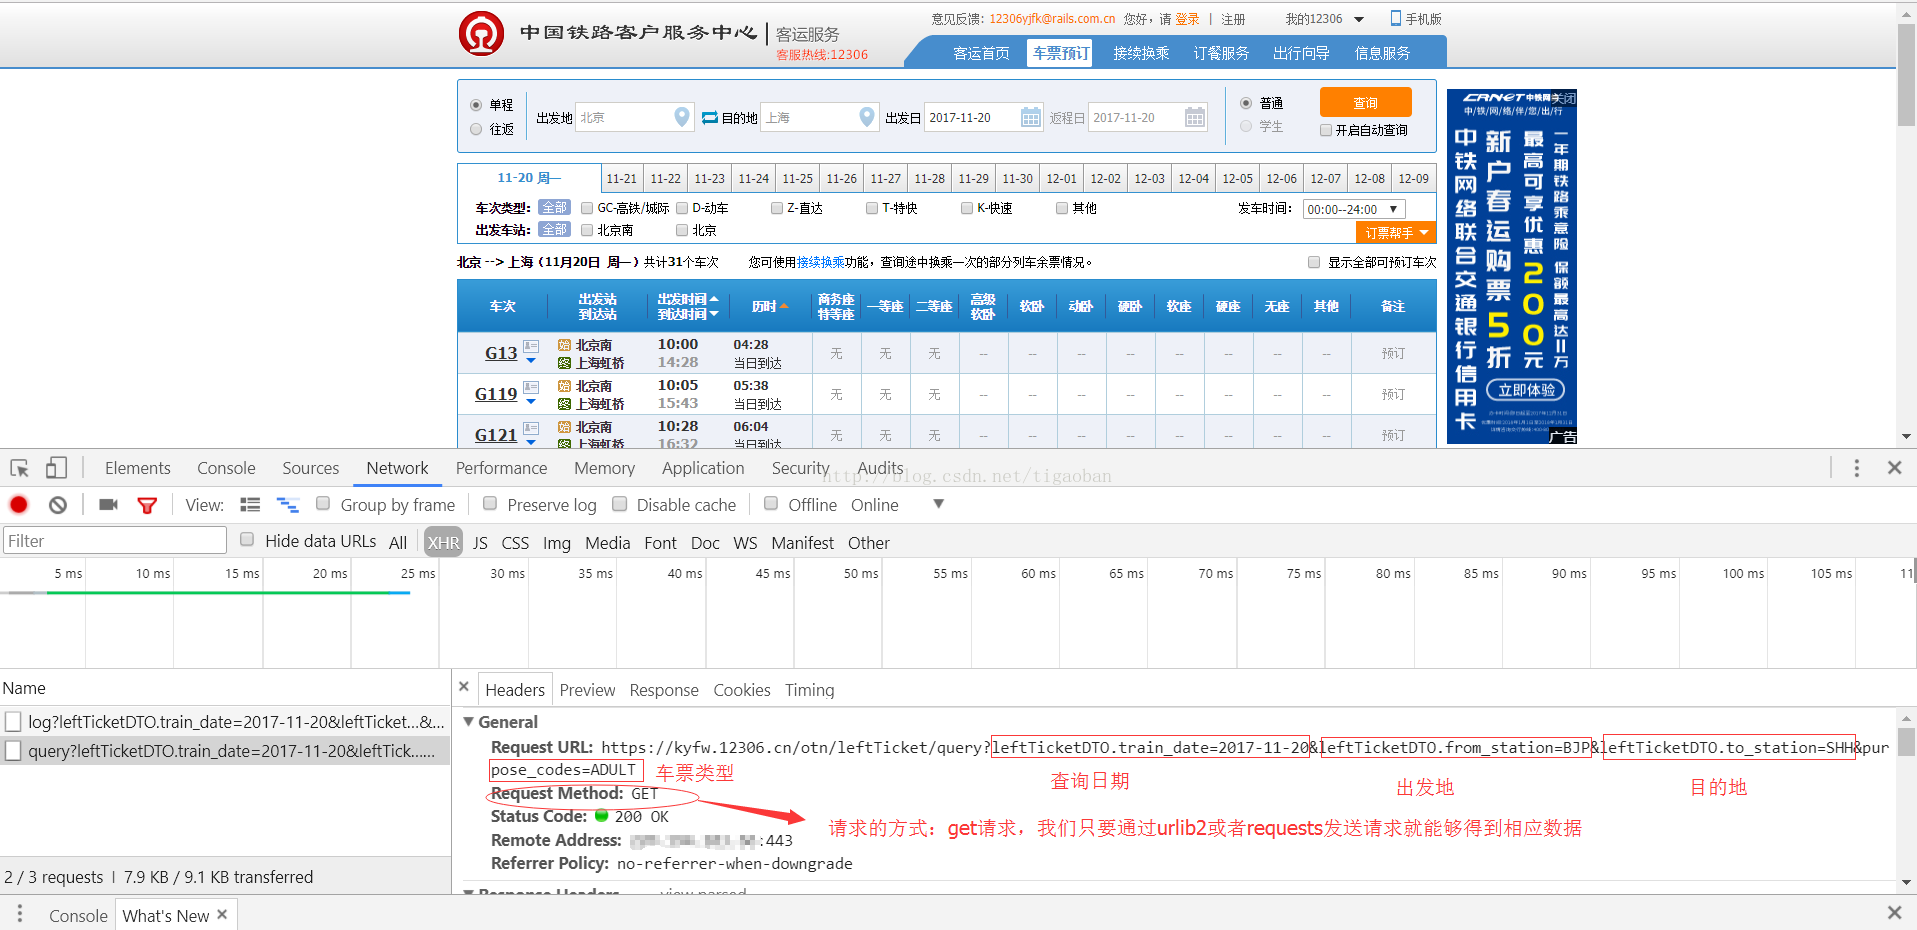 意见反馈: 12306yjfk@rails.com.cn 您好，请 登录 | 注册 我的12306 手机版
中国铁路客户服务中心 客运服务
客服热线:12306
客运首页 车票预订 接续换乘 订餐服务 出行向导 信息服务
单程
往返
出发地 北京 目的地 上海 出发日 2017-11-20 返程日 2017-11-20
普通
学生
查询
开启自动查询
11-20 周一 11-21 11-22 11-23 11-24 11-25 11-26 11-27 11-28 11-29 11-30 12-01 12-02 12-03 12-04 12-05 12-06 12-07 12-08 12-09
车次类型: 全部 GC-高铁/城际 D-动车 Z-直达 T-特快 K-快速 其他 发车时间: 00:00--24:00
出发车站: 全部 北京南 北京
订票帮手
北京 --> 上海（11月20日 周一）共计31个车次 您可使用接续换乘功能，查询途中换乘一次的部分列车余票情况。 显示全部可预订车次
车次 出发站 到达站 出发时间 到达时间 历时 商务座 特等座 一等座 二等座 高级 软卧 软卧 动卧 硬卧 软座 硬座 无座 其他 备注
G13 始 北京南 10:00 04:28 无 无 无 -- -- -- -- -- -- -- -- 预订
终 上海虹桥 14:28 当日到达
G119 始 北京南 10:05 05:38 无 无 无 -- -- -- -- -- -- -- -- 预订
终 上海虹桥 15:43 当日到达
G121 始 北京南 10:28 06:04 无 无 无 -- -- -- -- -- -- -- -- 预订
终 上海虹桥 16:32 当日到达
CRNET 中铁网络 关闭
中/铁/网/络/伴/您/出/行
中铁网络联合交通银行信用卡
新户春运购票5折
最高可享优惠200元
一年期铁路乘意险 保额最高达11万
立即体验
广告
Elements Console Sources Network Performance Memory Application Security Audits
http://blog.csdn.net/tigaoban
View: Group by frame Preserve log Disable cache Offline Online
Filter Hide data URLs All XHR JS CSS Img Media Font Doc WS Manifest Other
5 ms 10 ms 15 ms 20 ms 25 ms 30 ms 35 ms 40 ms 45 ms 50 ms 55 ms 60 ms 65 ms 70 ms 75 ms 80 ms 85 ms 90 ms 95 ms 100 ms 105 ms 11
Name
log?leftTicketDTO.train_date=2017-11-20&leftTicket...&...
query?leftTicketDTO.train_date=2017-11-20&leftTick......
2 / 3 requests | 7.9 KB / 9.1 KB transferred
Headers Preview Response Cookies Timing
General
Request URL: https://kyfw.12306.cn/otn/leftTicket/query?leftTicketDTO.train_date=2017-11-20&leftTicketDTO.from_station=BJP&leftTicketDTO.to_station=SHH&pur
pose_codes=ADULT 车票类型 查询日期 出发地 目的地
Request Method: GET
Status Code: 200 OK
请求的方式：get请求，我们只要通过urlib2或者requests发送请求就能够得到相应数据
Remote Address: :443
Referrer Policy: no-referrer-when-downgrade
Response Headers view parsed
Console What's New